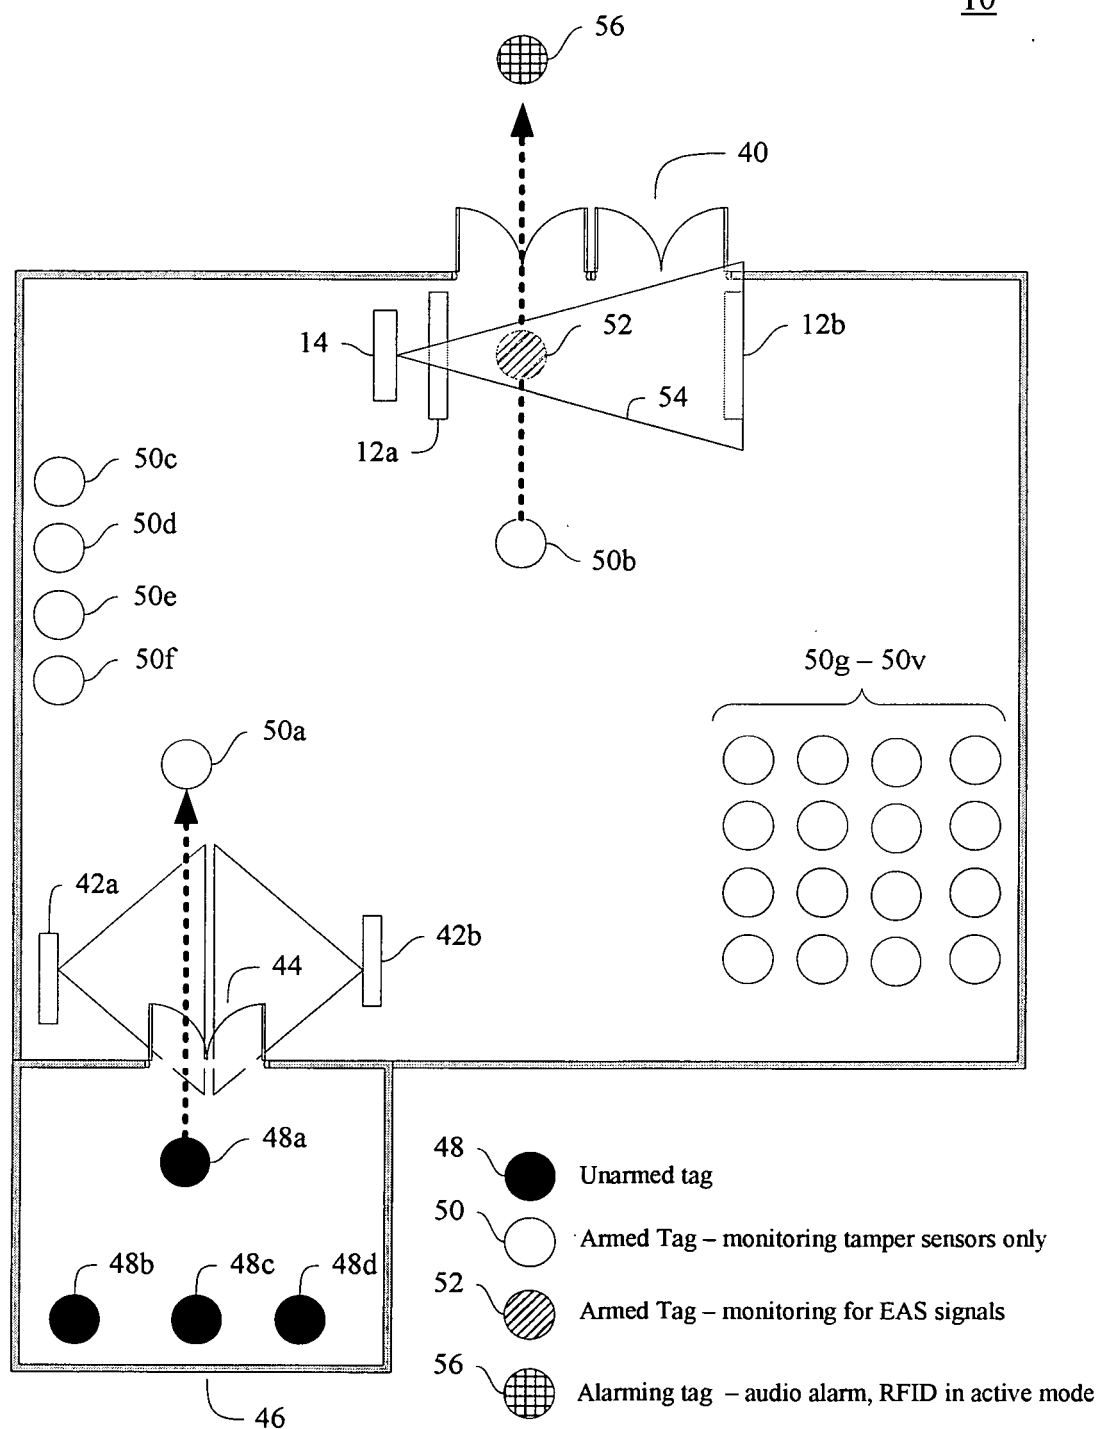 10
56
40
14
52
12b
54
12a
50c
50d
50b
50e
50f
50g – 50v
50a
42a
42b
44
48a
48 Unarmed tag
50 Armed Tag – monitoring tamper sensors only
48b 48c 48d
52 Armed Tag – monitoring for EAS signals
56 Alarming tag – audio alarm, RFID in active mode
46